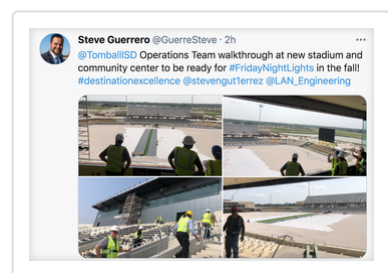 Steve Guerrero @GuerreSteve · 2h
@TomballISD Operations Team walkthrough at new stadium and
community center to be ready for #FridayNightLights in the fall!
#destinationexcellence @stevengut1errez @LAN_Engineering